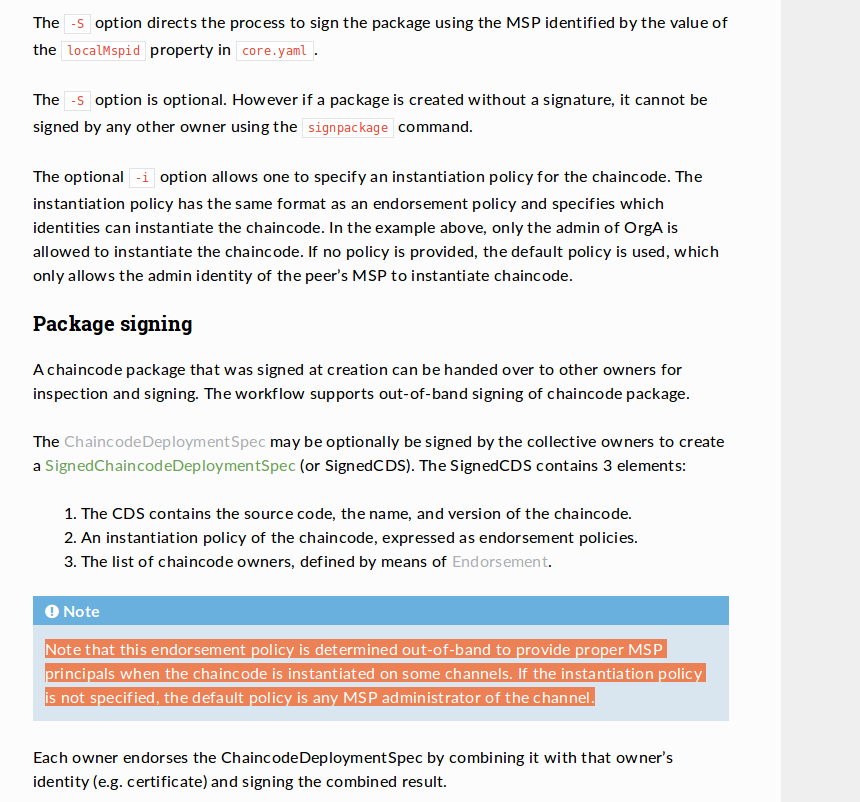 The -S option directs the process to sign the package using the MSP identified by the value of
the localMspid property in core.yaml.
The -S option is optional. However if a package is created without a signature, it cannot be
signed by any other owner using the signpackage command.
The optional -i option allows one to specify an instantiation policy for the chaincode. The
instantiation policy has the same format as an endorsement policy and specifies which
identities can instantiate the chaincode. In the example above, only the admin of OrgA is
allowed to instantiate the chaincode. If no policy is provided, the default policy is used, which
only allows the admin identity of the peer’s MSP to instantiate chaincode.
Package signing
A chaincode package that was signed at creation can be handed over to other owners for
inspection and signing. The workflow supports out-of-band signing of chaincode package.
The ChaincodeDeploymentSpec may be optionally be signed by the collective owners to create
a SignedChaincodeDeploymentSpec (or SignedCDS). The SignedCDS contains 3 elements:
1. The CDS contains the source code, the name, and version of the chaincode.
2. An instantiation policy of the chaincode, expressed as endorsement policies.
3. The list of chaincode owners, defined by means of Endorsement.
Note
Note that this endorsement policy is determined out-of-band to provide proper MSP
principals when the chaincode is instantiated on some channels. If the instantiation policy
is not specified, the default policy is any MSP administrator of the channel.
Each owner endorses the ChaincodeDeploymentSpec by combining it with that owner’s
identity (e.g. certificate) and signing the combined result.